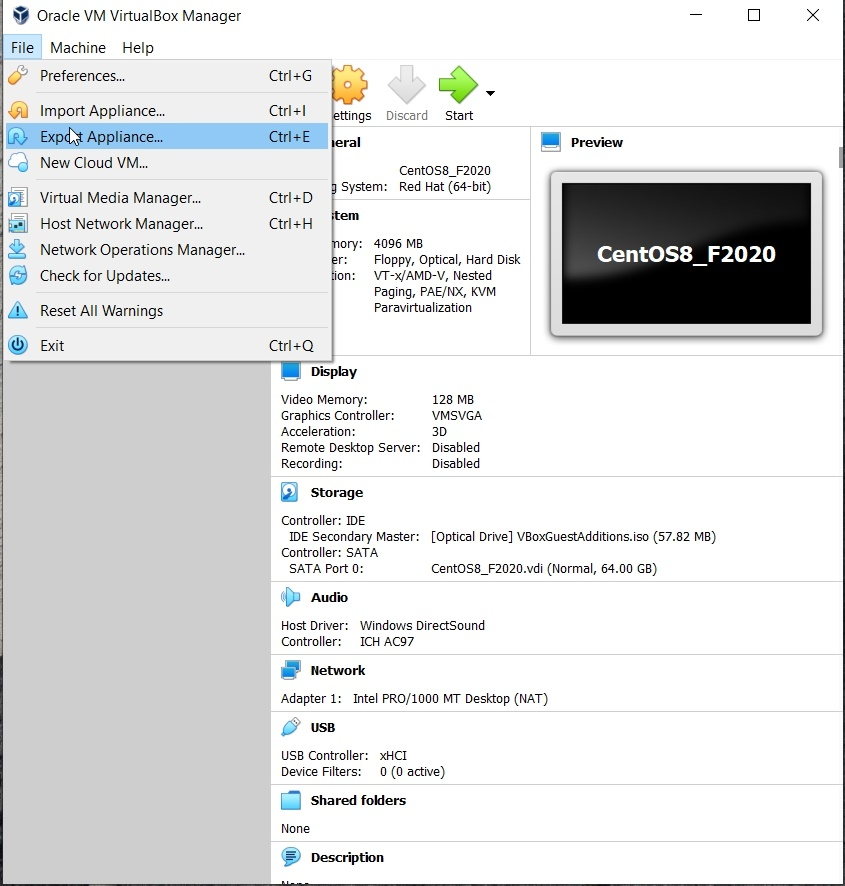 Oracle VM VirtualBox Manager
File Machine Help
Preferences... Ctrl+G
Import Appliance... Ctrl+I
Export Appliance... Ctrl+E
New Cloud VM...
Virtual Media Manager... Ctrl+D
Host Network Manager... Ctrl+H
Network Operations Manager...
Check for Updates...
Reset All Warnings
Exit Ctrl+Q
ettings Discard Start
neral
CentOS8_F2020
g System: Red Hat (64-bit)
stem
mory: 4096 MB
er: Floppy, Optical, Hard Disk
tion: VT-x/AMD-V, Nested
Paging, PAE/NX, KVM
Paravirtualization
Preview
CentOS8_F2020
Display
Video Memory: 128 MB
Graphics Controller: VMSVGA
Acceleration: 3D
Remote Desktop Server: Disabled
Recording: Disabled
Storage
Controller: IDE
IDE Secondary Master: [Optical Drive] VBoxGuestAdditions.iso (57.82 MB)
Controller: SATA
SATA Port 0: CentOS8_F2020.vdi (Normal, 64.00 GB)
Audio
Host Driver: Windows DirectSound
Controller: ICH AC97
Network
Adapter 1: Intel PRO/1000 MT Desktop (NAT)
USB
USB Controller: xHCI
Device Filters: 0 (0 active)
Shared folders
None
Description